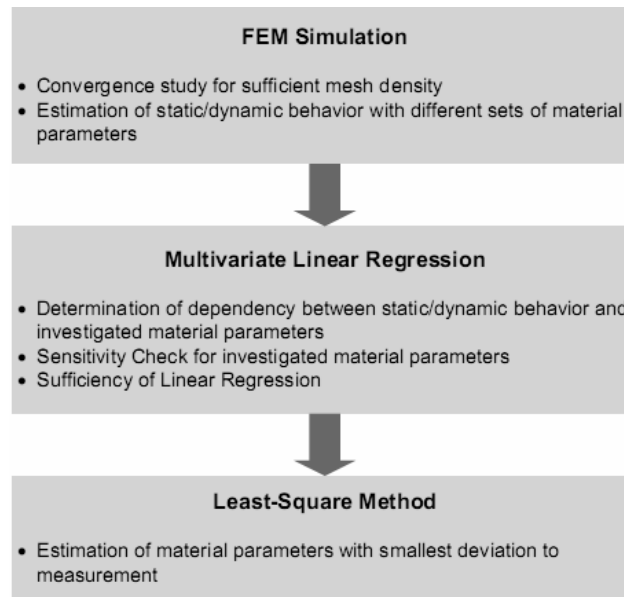 FEM Simulation
• Convergence study for sufficient mesh density
• Estimation of static/dynamic behavior with different sets of material
parameters
Multivariate Linear Regression
• Determination of dependency between static/dynamic behavior and
investigated material parameters
• Sensitivity Check for investigated material parameters
• Sufficiency of Linear Regression
Least-Square Method
• Estimation of material parameters with smallest deviation to
measurement